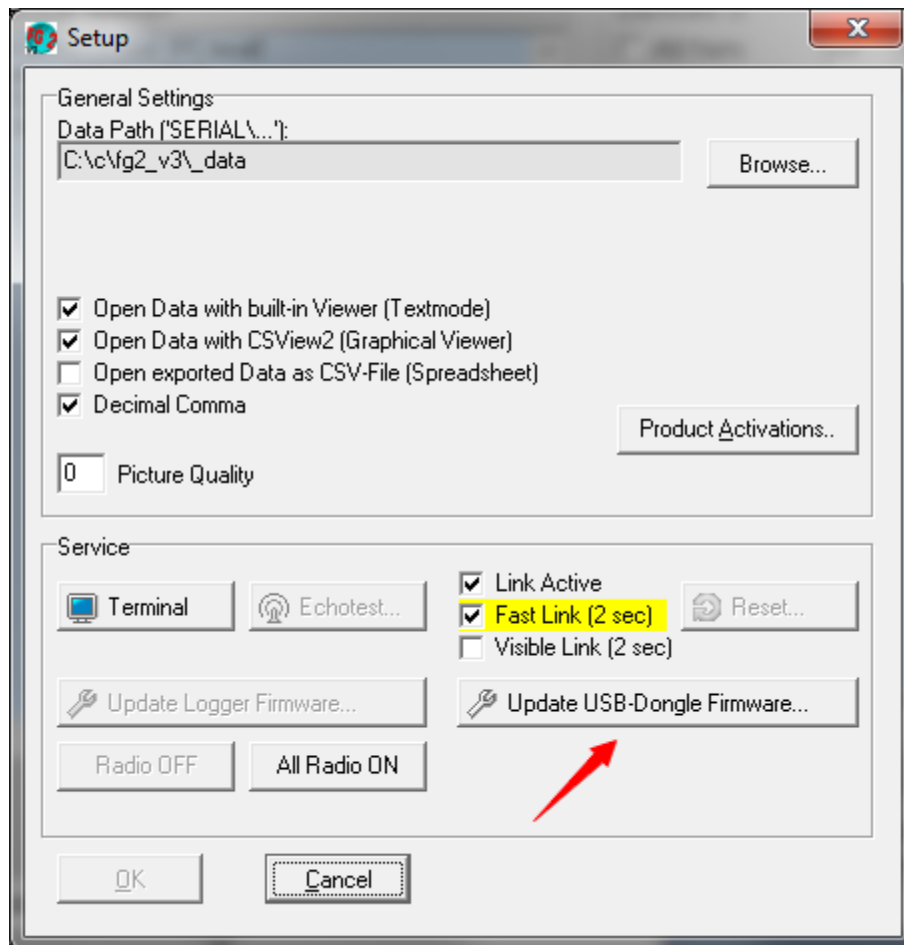 Setup
General Settings
Data Path ('SERIAL\...'):
C:\c\fg2_v3\_data
Browse...
Open Data with built-in Viewer (Textmode)
Open Data with CSView2 (Graphical Viewer)
Open exported Data as CSV-File (Spreadsheet)
Decimal Comma
Product Activations..
0 Picture Quality
Service
Terminal
Echotest...
Link Active
Fast Link (2 sec)
Visible Link (2 sec)
Reset...
Update Logger Firmware...
Update USB-Dongle Firmware...
Radio OFF
All Radio ON
OK
Cancel